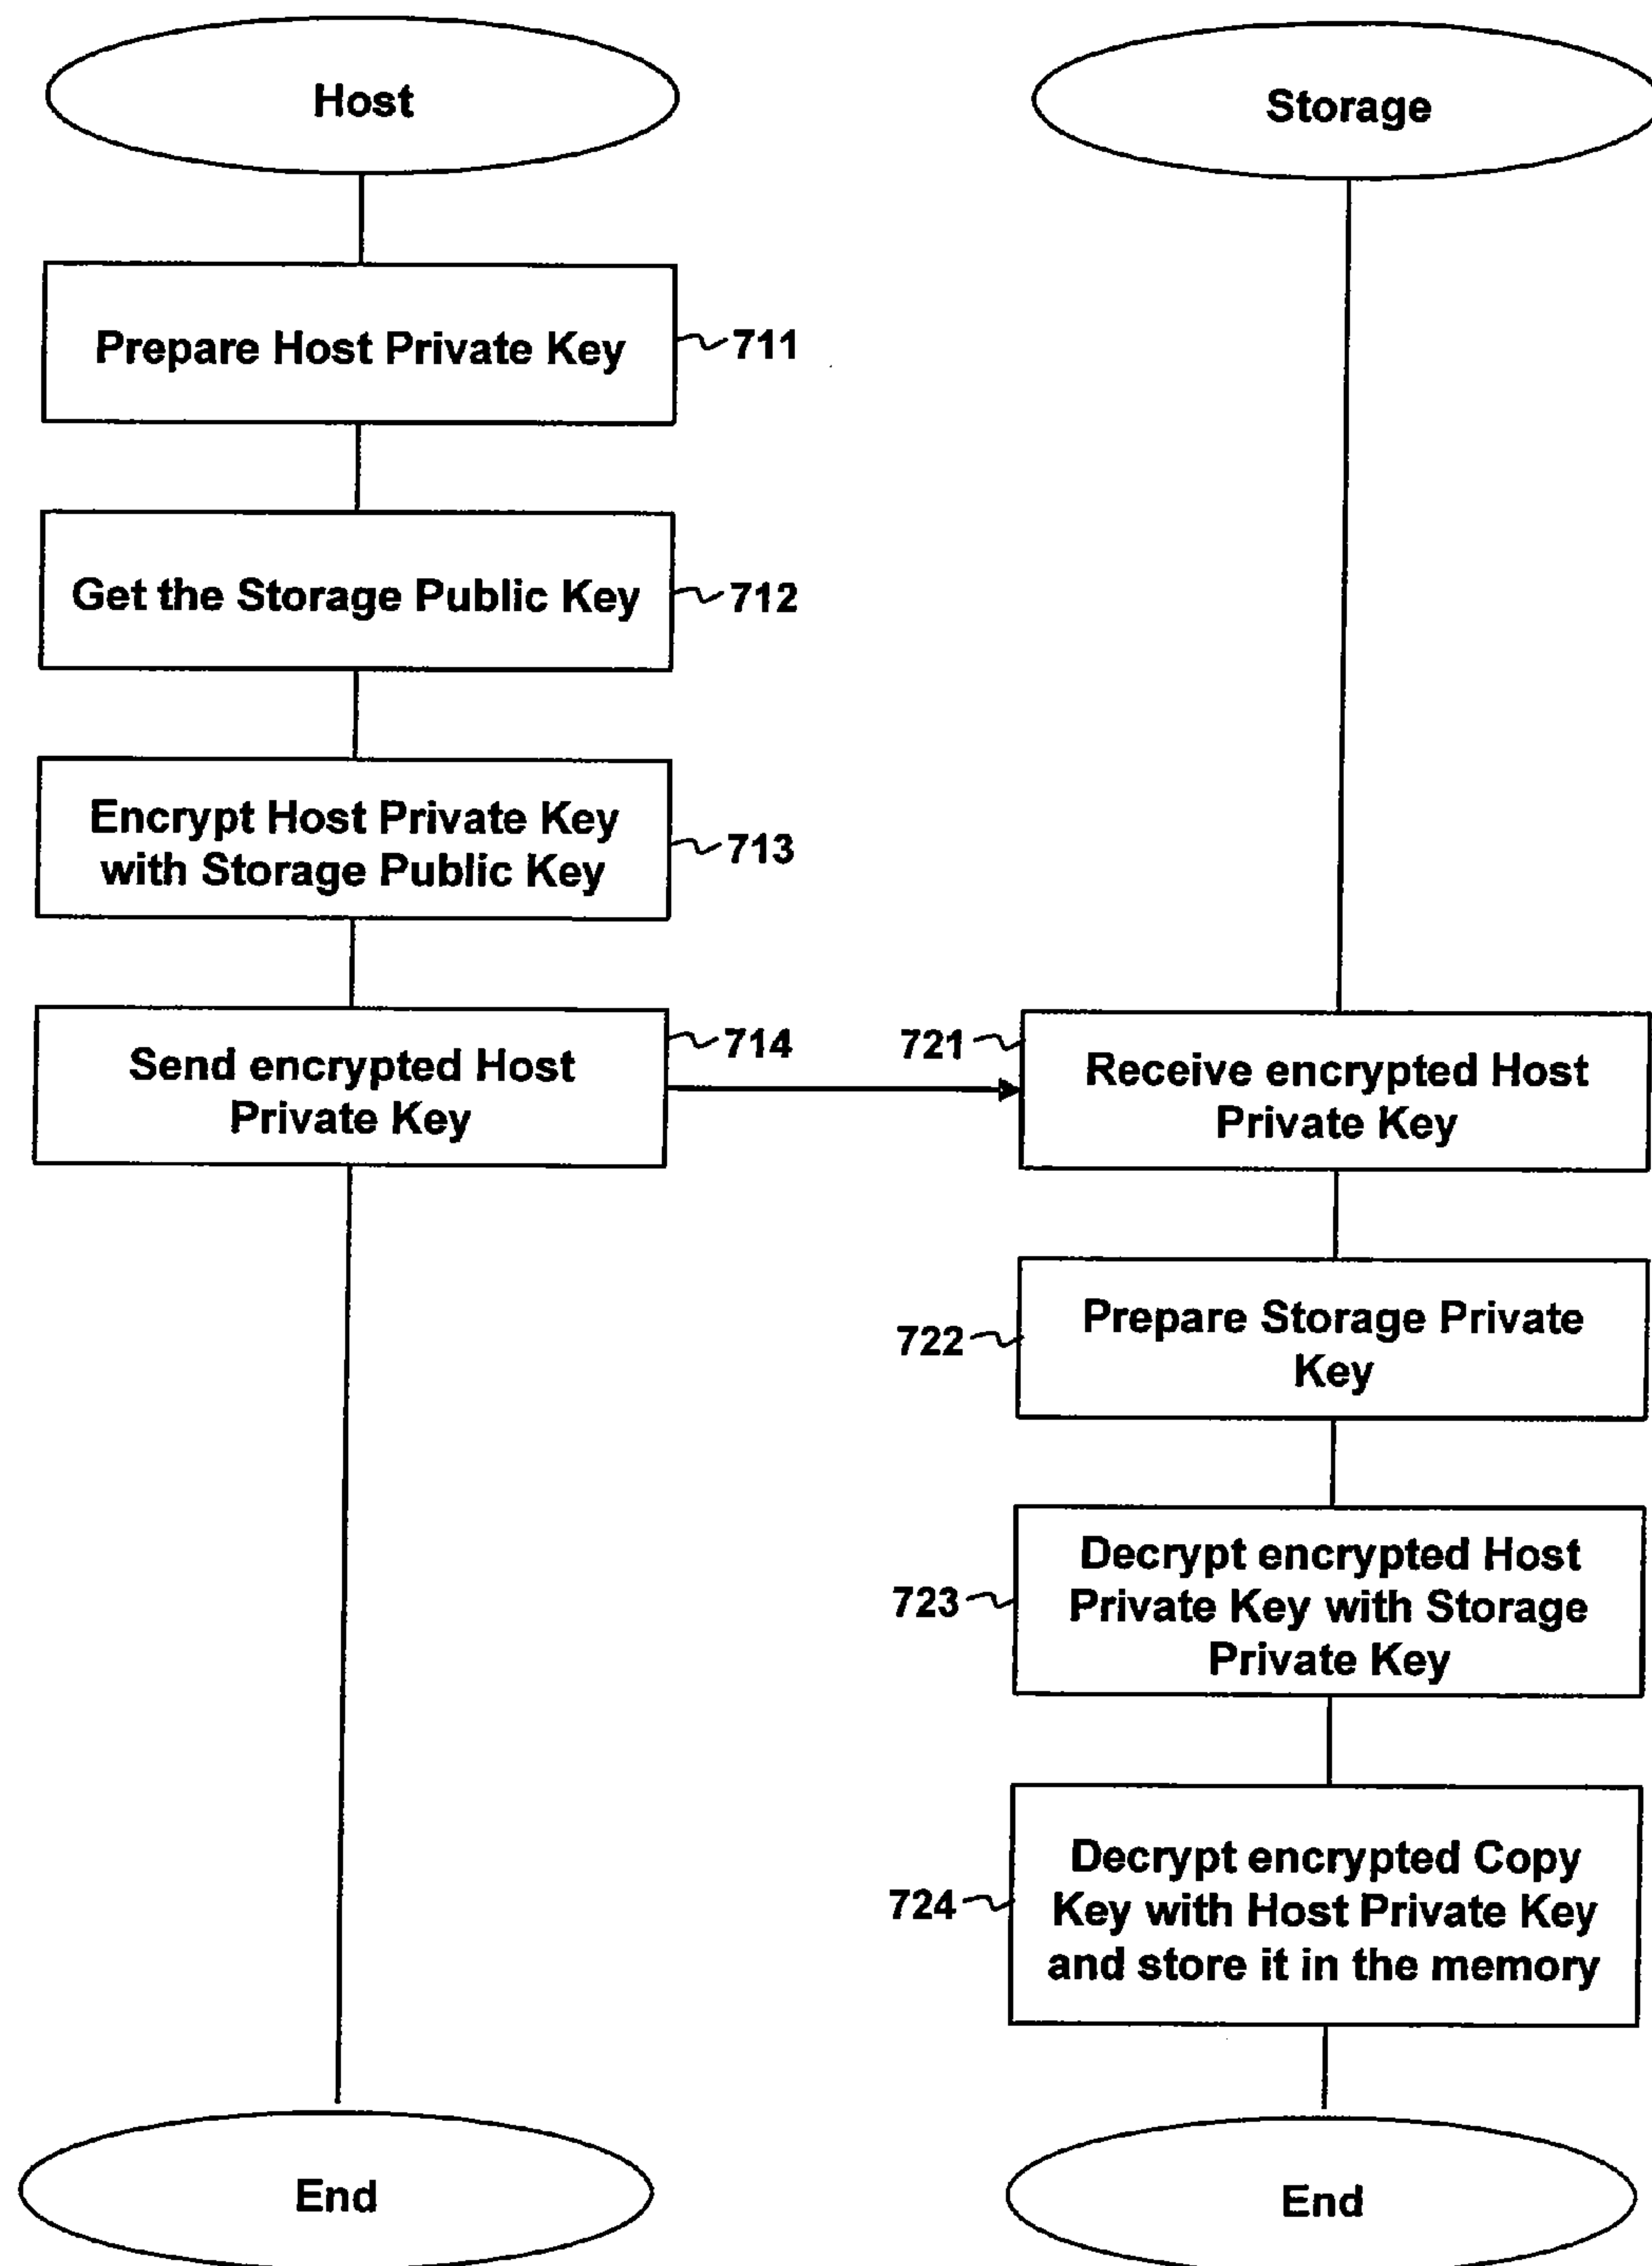 Host
Prepare Host Private Key
711
Get the Storage Public Key
712
Encrypt Host Private Key
with Storage Public Key
713
Send encrypted Host
Private Key
714
End
Storage
721
Receive encrypted Host
Private Key
722
Prepare Storage Private
Key
723
Decrypt encrypted Host
Private Key with Storage
Private Key
724
Decrypt encrypted Copy
Key with Host Private Key
and store it in the memory
End